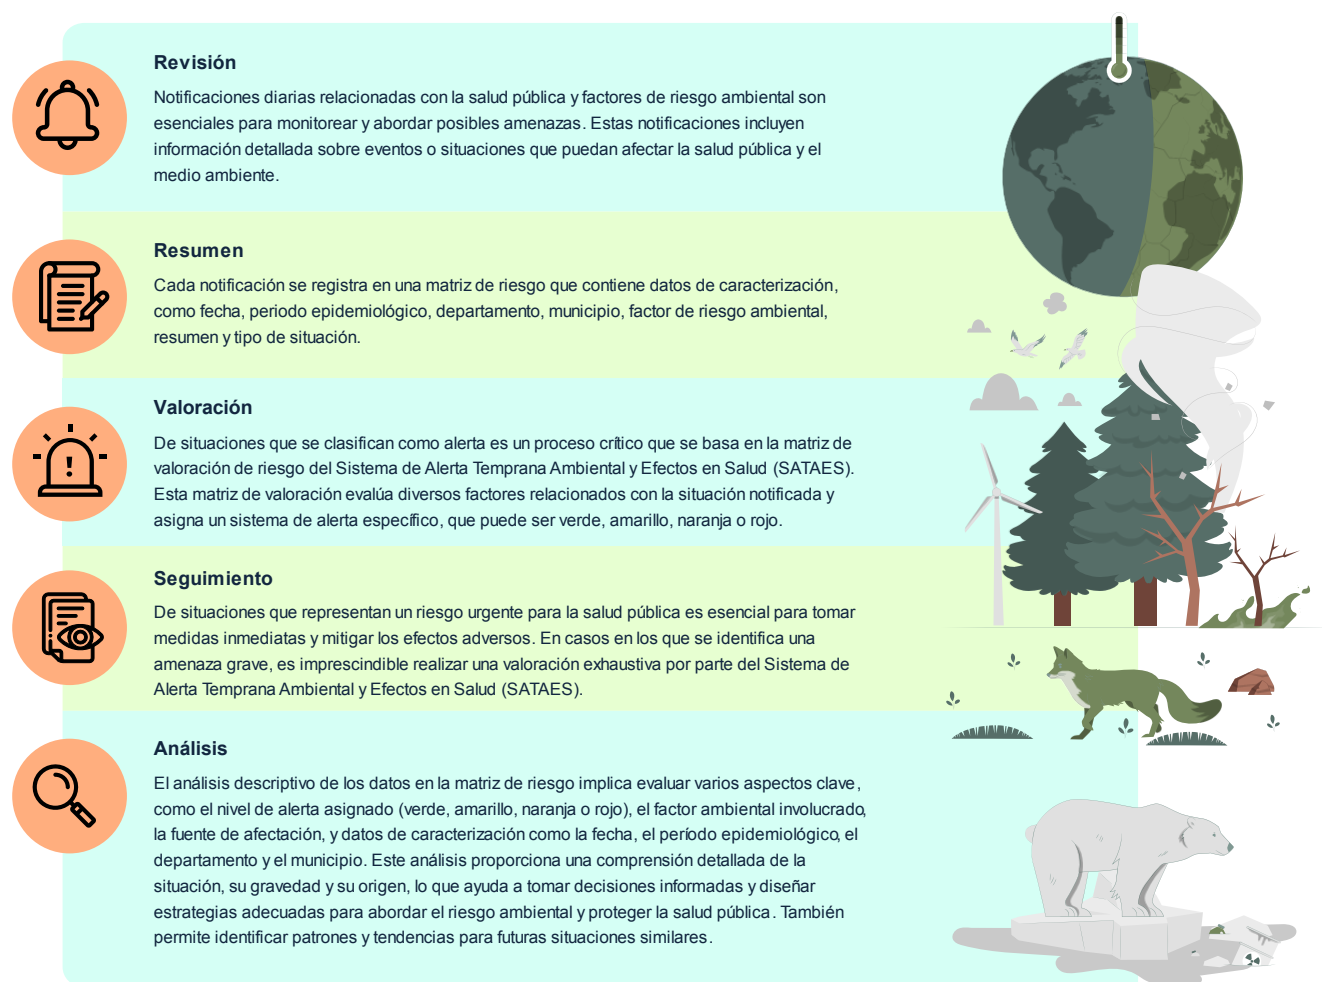 Revisión
Notificaciones diarias relacionadas con la salud pública y factores de riesgo ambiental son
esenciales para monitorear y abordar posibles amenazas. Estas notificaciones incluyen
información detallada sobre eventos o situaciones que puedan afectar la salud pública y el
medio ambiente.
Resumen
Cada notificación se registra en una matriz de riesgo que contiene datos de caracterización,
como fecha, periodo epidemiológico, departamento, municipio, factor de riesgo ambiental,
resumen y tipo de situación.
Valoración
De situaciones que se clasifican como alerta es un proceso crítico que se basa en la matriz de
valoración de riesgo del Sistema de Alerta Temprana Ambiental y Efectos en Salud (SATAES).
Esta matriz de valoración evalúa diversos factores relacionados con la situación notificada y
asigna un sistema de alerta específico, que puede ser verde, amarillo, naranja o rojo.
Seguimiento
De situaciones que representan un riesgo urgente para la salud pública es esencial para tomar
medidas inmediatas y mitigar los efectos adversos. En casos en los que se identifica una
amenaza grave, es imprescindible realizar una valoración exhaustiva por parte del Sistema de
Alerta Temprana Ambiental y Efectos en Salud (SATAES).
Análisis
El análisis descriptivo de los datos en la matriz de riesgo implica evaluar varios aspectos clave,
como el nivel de alerta asignado (verde, amarillo, naranja o rojo), el factor ambiental involucrado,
la fuente de afectación, y datos de caracterización como la fecha, el período epidemiológico, el
departamento y el municipio. Este análisis proporciona una comprensión detallada de la
situación, su gravedad y su origen, lo que ayuda a tomar decisiones informadas y diseñar
estrategias adecuadas para abordar el riesgo ambiental y proteger la salud pública. También
permite identificar patrones y tendencias para futuras situaciones similares.